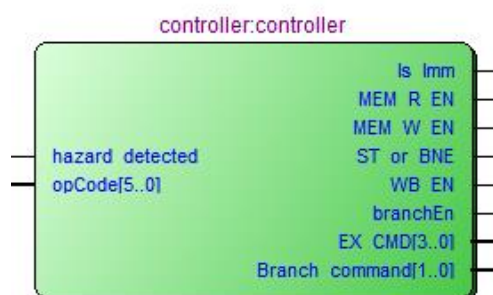 controller:controller
Is Imm
MEM R EN
MEM W EN
hazard detected
ST or BNE
opCode[5..0]
WB EN
branchEn
EX CMD[3..0]
Branch command[1..0]